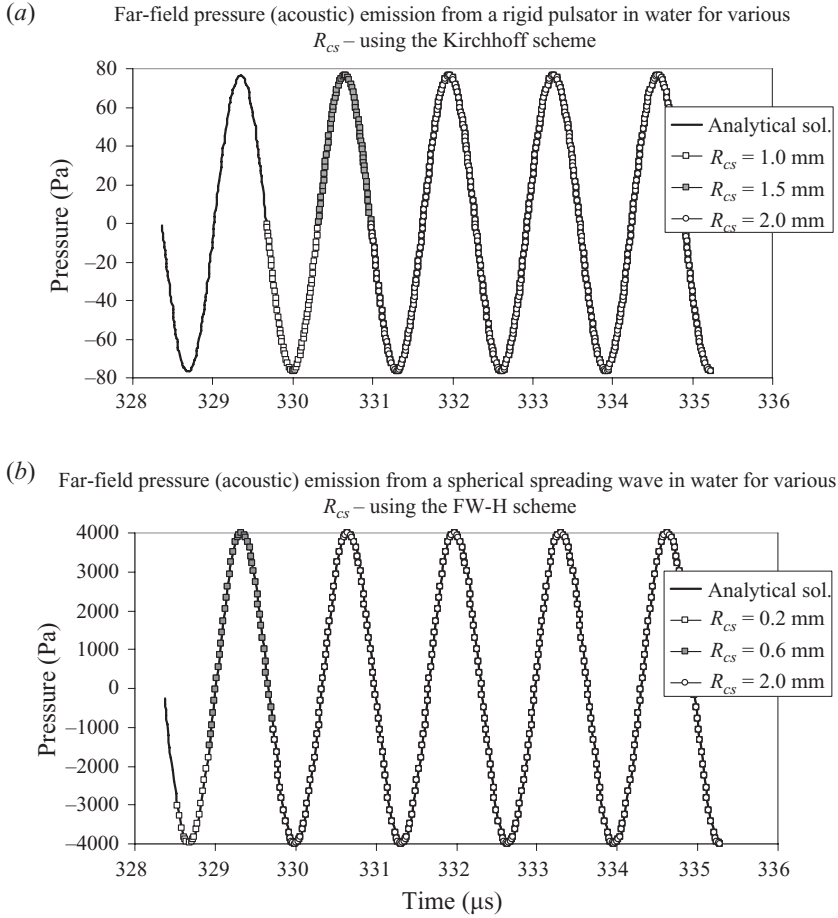 (a)
Far-field pressure (acoustic) emission from a rigid pulsator in water for various
R_cs – using the Kirchhoff scheme
80
60
40
20
0
–20
–40
–60
–80
Pressure (Pa)
328 329 330 331 332 333 334 335 336
Analytical sol.
R_cs = 1.0 mm
R_cs = 1.5 mm
R_cs = 2.0 mm
(b)
Far-field pressure (acoustic) emission from a spherical spreading wave in water for various
R_cs – using the FW-H scheme
4000
3000
2000
1000
0
–1000
–2000
–3000
–4000
Pressure (Pa)
328 329 330 331 332 333 334 335 336
Time (μs)
Analytical sol.
R_cs = 0.2 mm
R_cs = 0.6 mm
R_cs = 2.0 mm